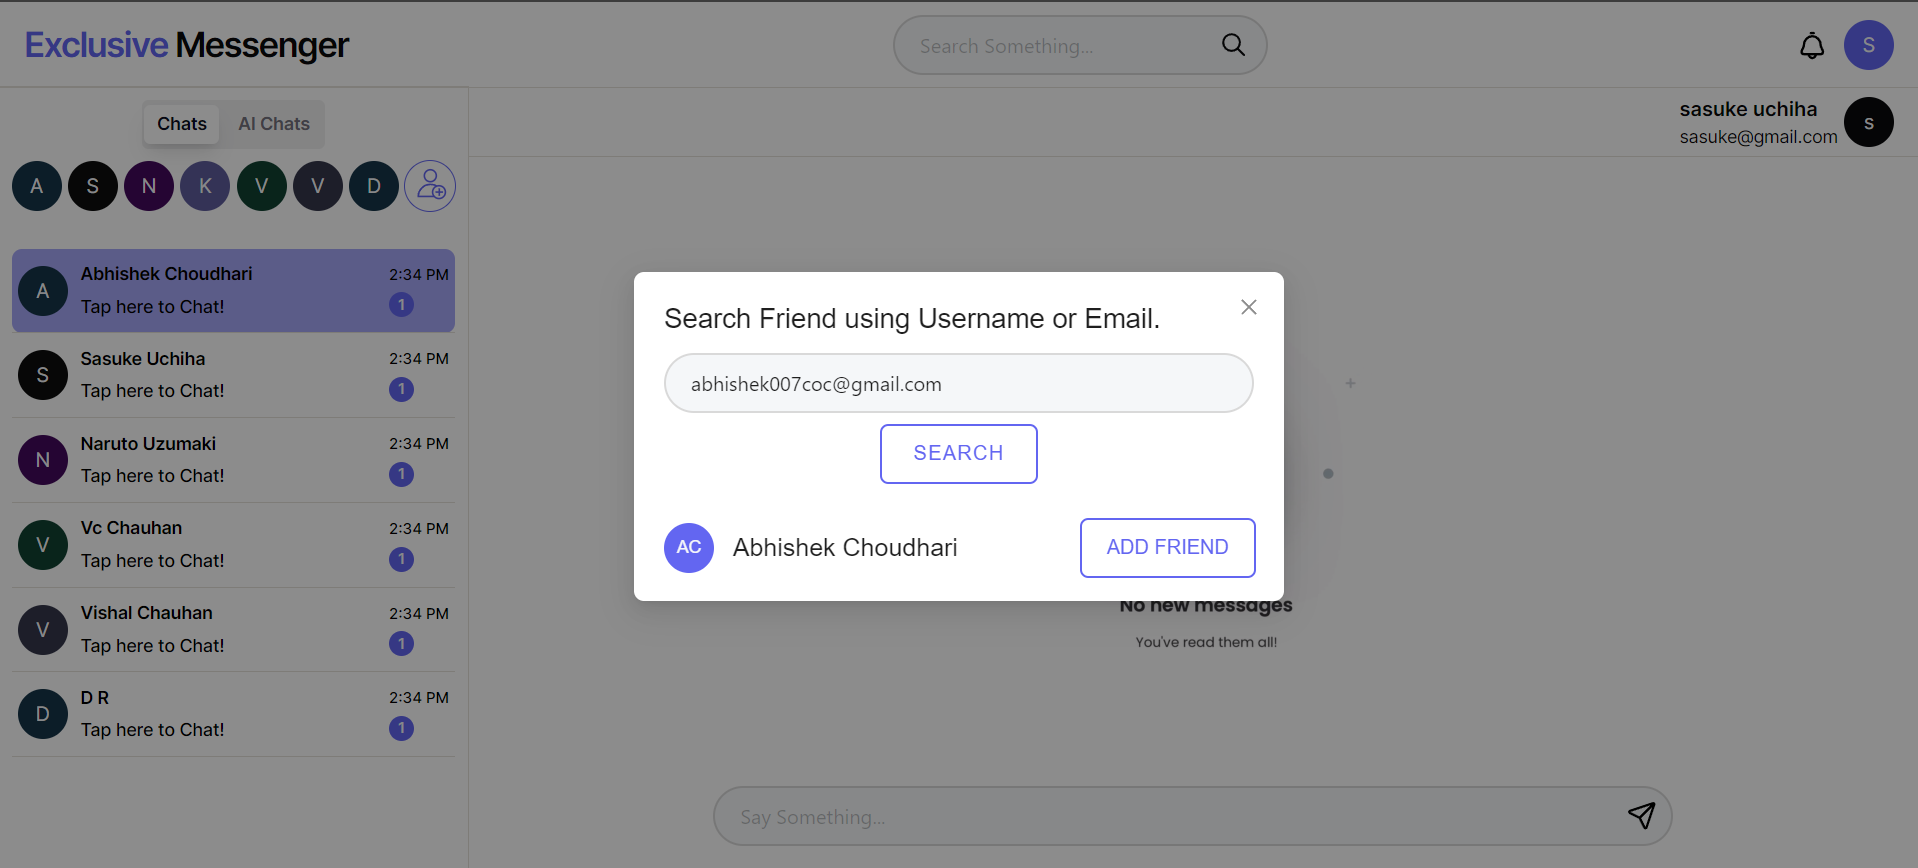 Exclusive Messenger
Search Something...
S
Chats
AI Chats
sasuke uchiha
sasuke@gmail.com
s
A
S
N
K
V
V
D
A
Abhishek Choudhari
2:34 PM
Tap here to Chat!
1
S
Sasuke Uchiha
2:34 PM
Tap here to Chat!
1
N
Naruto Uzumaki
2:34 PM
Tap here to Chat!
1
V
Vc Chauhan
2:34 PM
Tap here to Chat!
1
V
Vishal Chauhan
2:34 PM
Tap here to Chat!
1
D
D R
2:34 PM
Tap here to Chat!
1
Search Friend using Username or Email.
abhishek007coc@gmail.com
SEARCH
AC
Abhishek Choudhari
ADD FRIEND
No new messages
You've read them all!
Say Something...